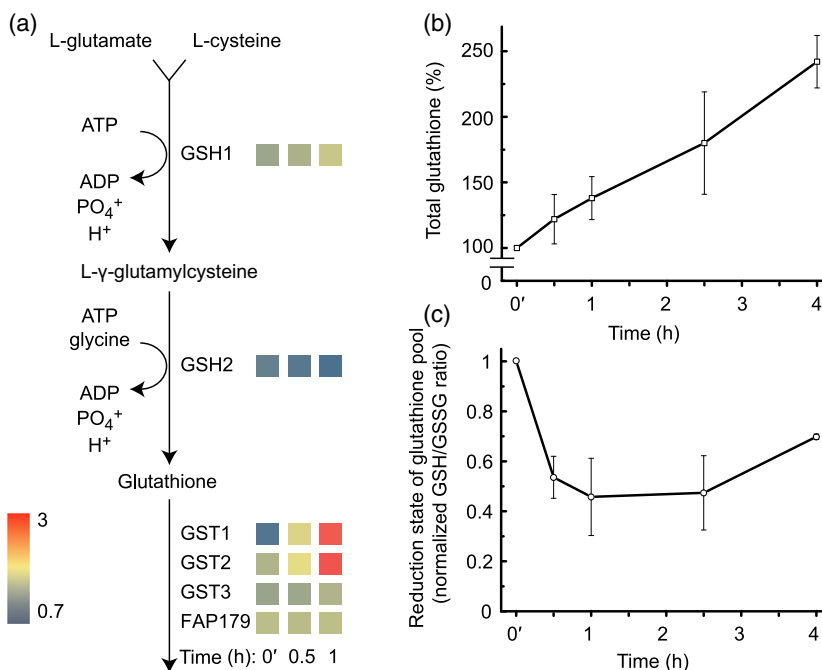 (a)
L-glutamate L-cysteine
ATP
GSH1
ADP
PO₄⁺
H⁺
L-γ-glutamylcysteine
ATP
glycine
GSH2
ADP
PO₄⁺
H⁺
Glutathione
3
0.7
GST1
GST2
GST3
FAP179
Time (h): 0′ 0.5 1
(b)
Total glutathione (%)
250
200
150
100
0
0′ 1 2 3 4
Time (h)
(c)
Reduction state of glutathione pool
(normalized GSH/GSSG ratio)
1
0.8
0.6
0.4
0.2
0
0′ 1 2 3 4
Time (h)